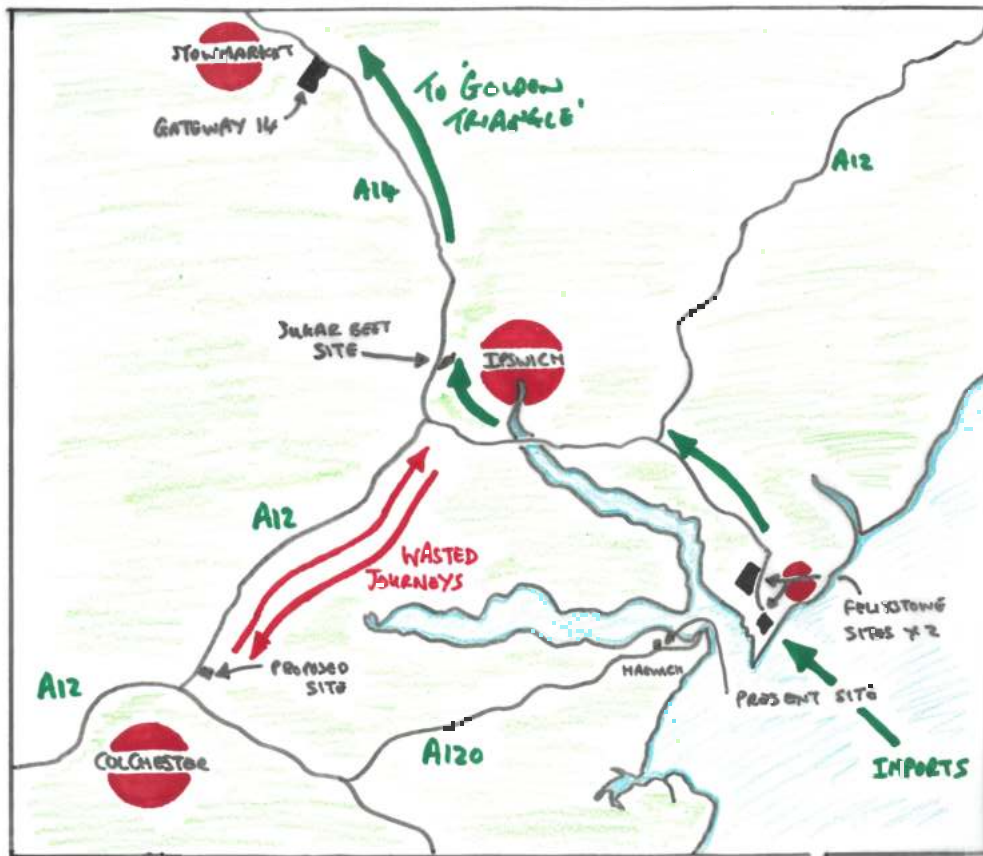 STOWMARKET
GATEWAY 14
TO 'GOLDEN
TRIANGLE'
A14
A12
SUGAR BEET
SITE
IPSWICH
A12
WASTED
JOURNEYS
FELIXSTOWE
SITES X2
PROPOSED
SITE
HARWICH
PRESENT SITE
A12
COLCHESTER
A120
IMPORTS